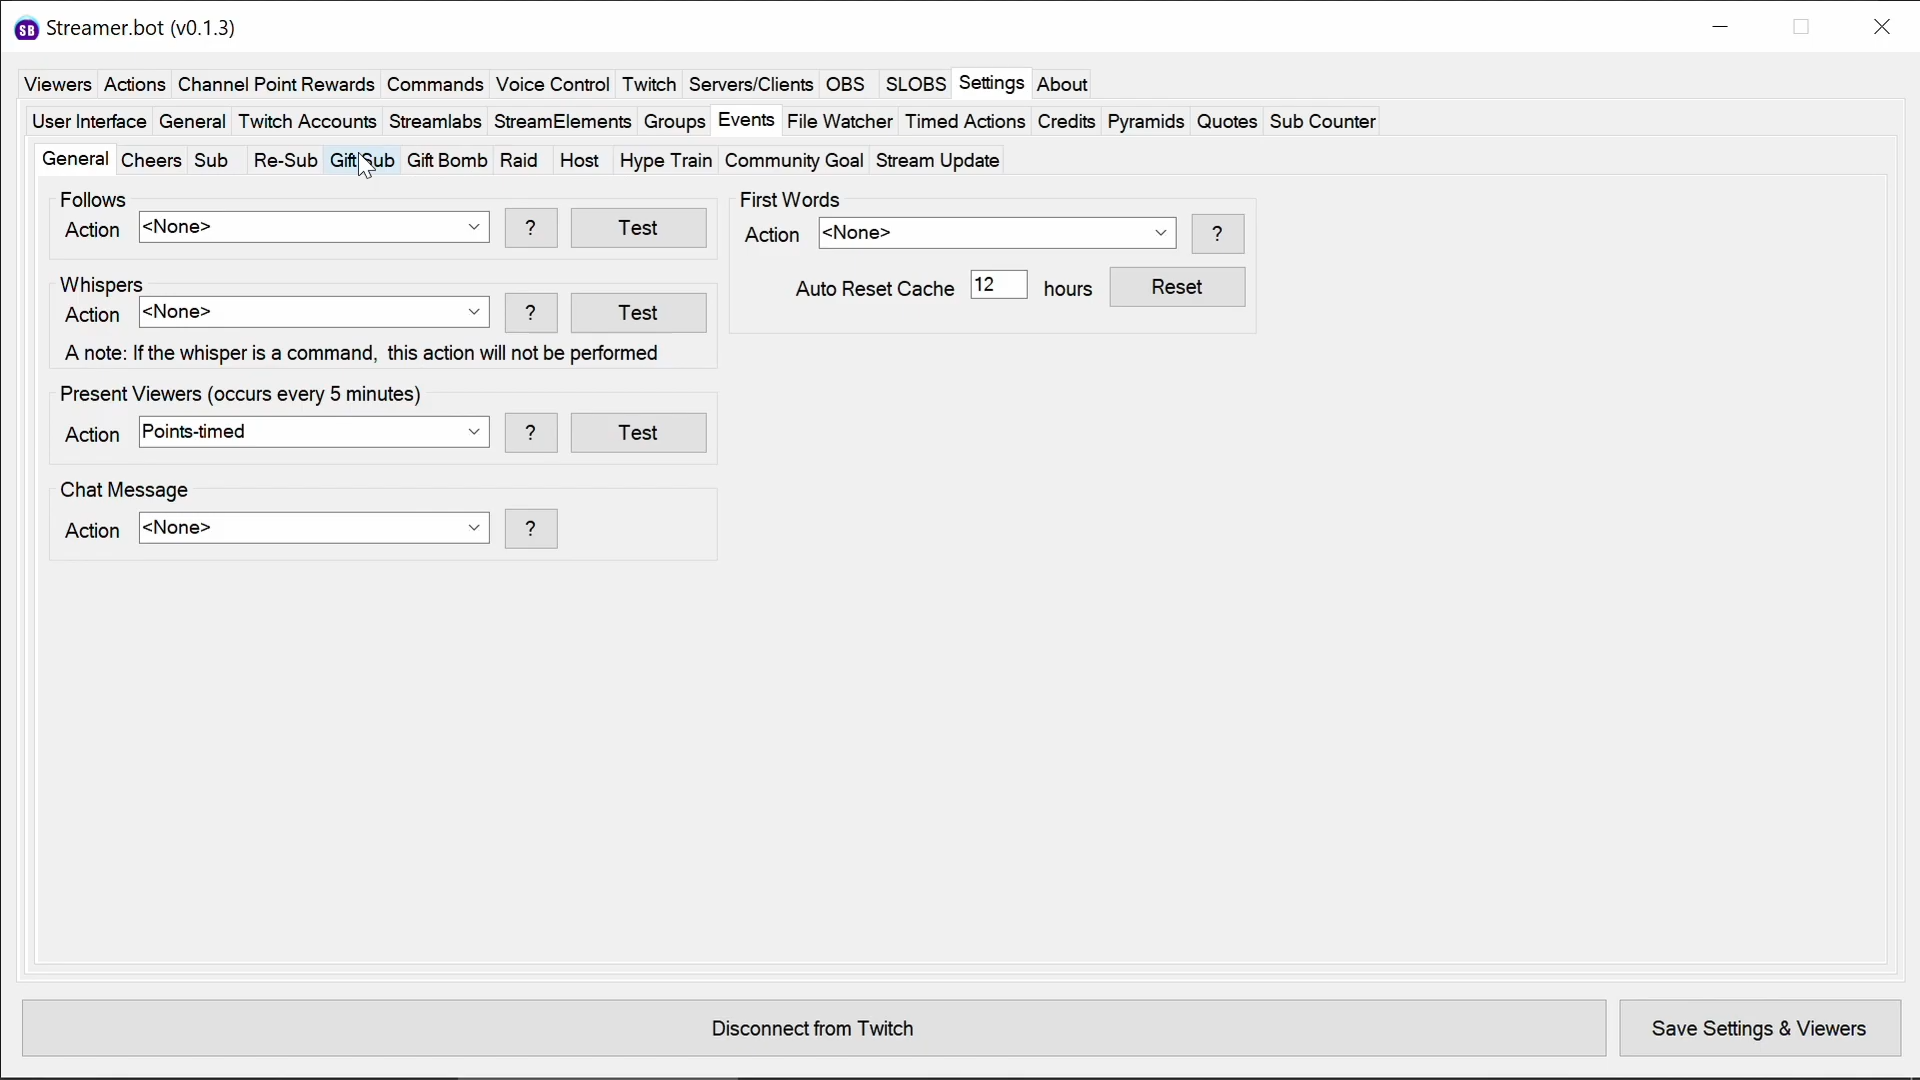 SB Streamer.bot (v0.1.3)
Viewers Actions Channel Point Rewards Commands Voice Control Twitch Servers/Clients OBS SLOBS Settings About
User Interface General Twitch Accounts Streamlabs StreamElements Groups Events File Watcher Timed Actions Credits Pyramids Quotes Sub Counter
General Cheers Sub Re-Sub Gift Sub Gift Bomb Raid Host Hype Train Community Goal Stream Update
Follows
Action <None> ? Test
Whispers
Action <None> ? Test
A note: If the whisper is a command, this action will not be performed
Present Viewers (occurs every 5 minutes)
Action Points-timed ? Test
Chat Message
Action <None> ?
First Words
Action <None> ?
Auto Reset Cache 12 hours Reset
Disconnect from Twitch Save Settings & Viewers